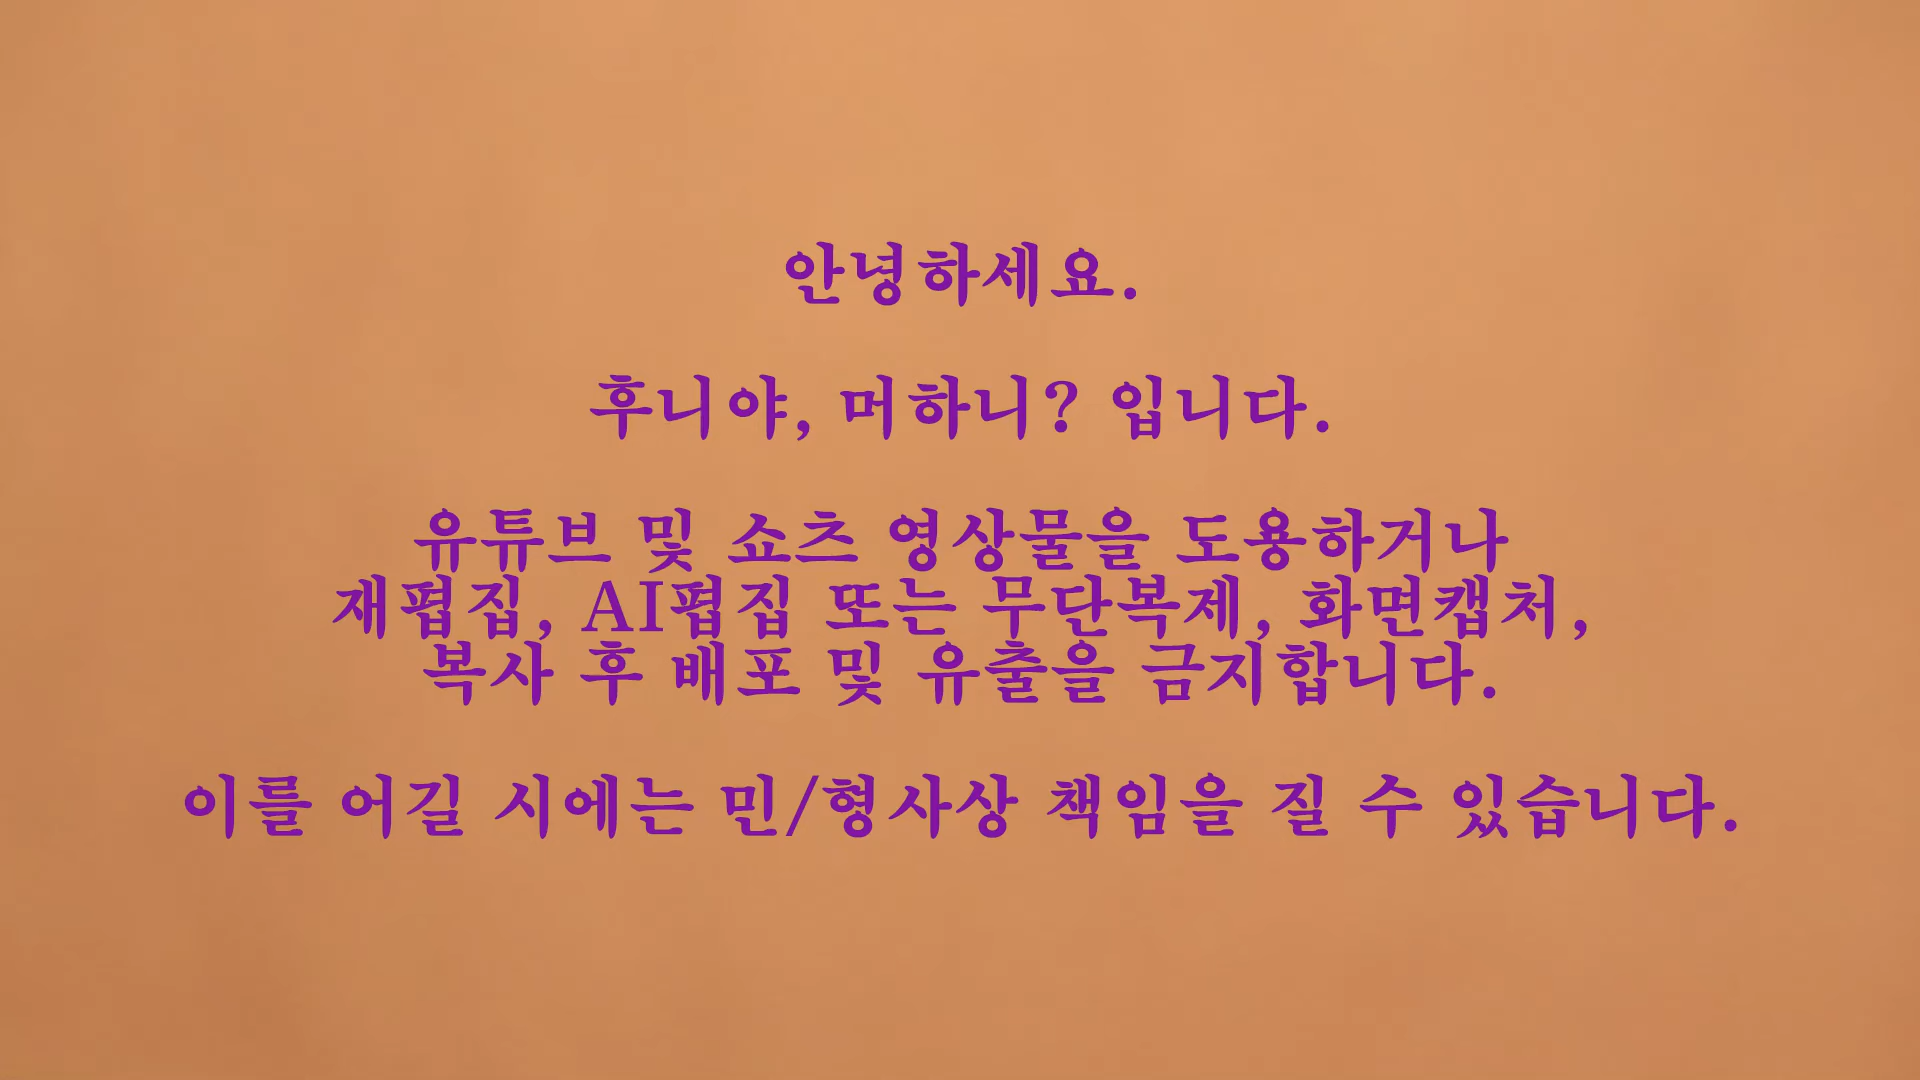 안녕하세요.
후니야, 머하니? 입니다.
유튜브 및 쇼츠 영상물을 도용하거나
재폅집, AI폅집 또는 무단복제, 화면캡처,
복사 후 배포 및 유출을 금지합니다.
이를 어길 시에는 민/형사상 책임을 질 수 있습니다.